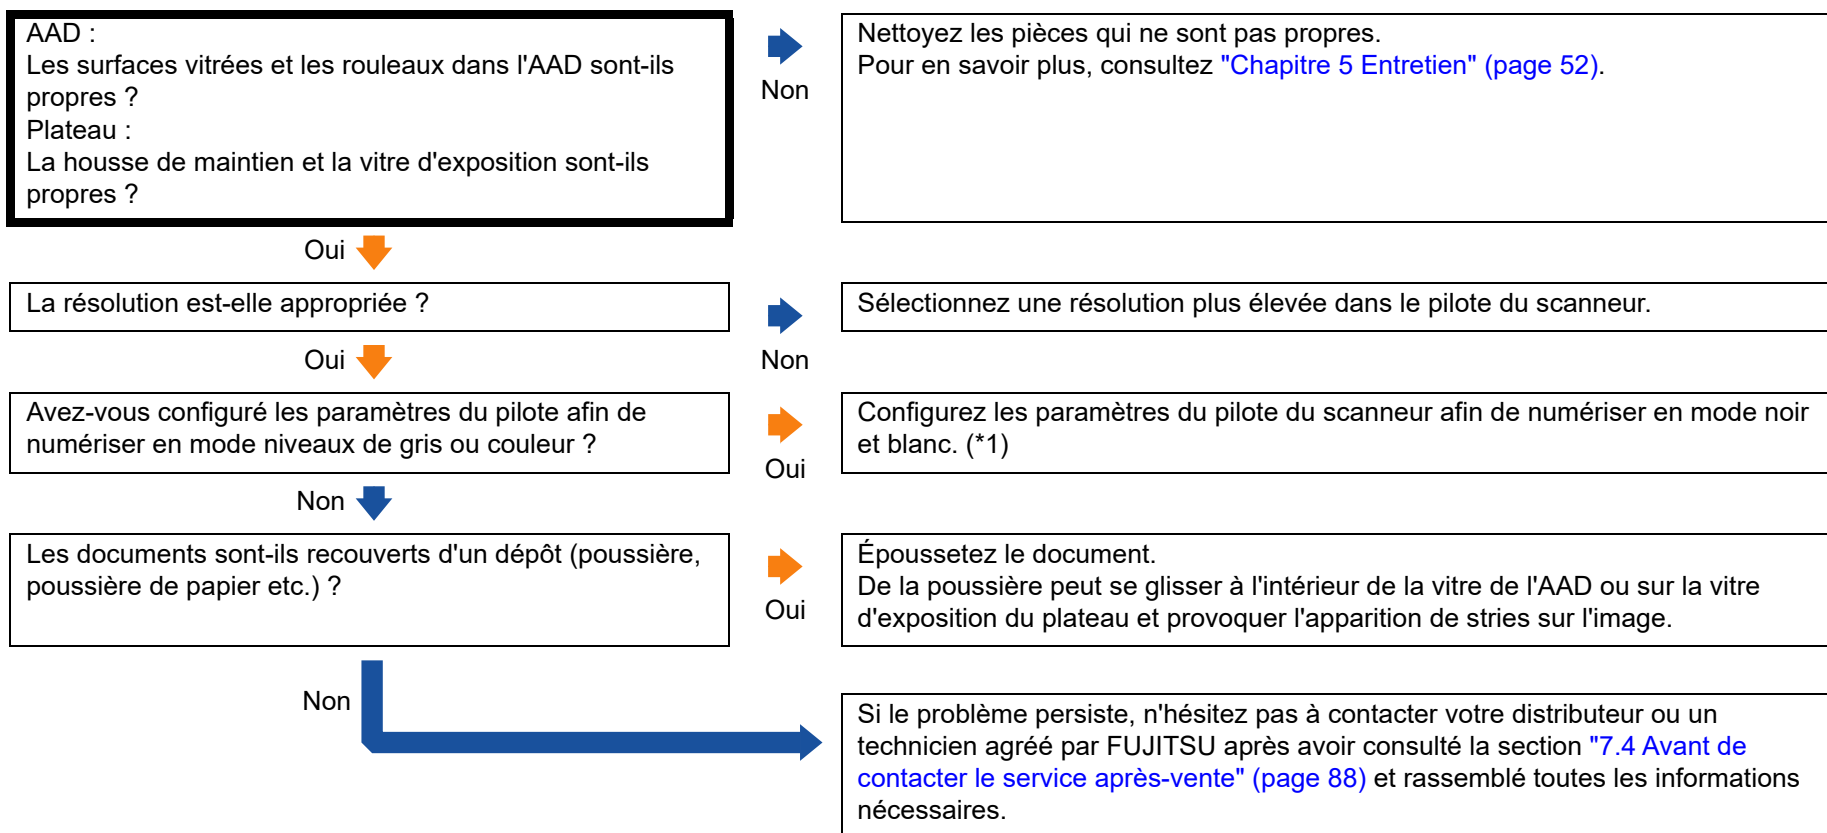 AAD :
Les surfaces vitrées et les rouleaux dans l'AAD sont-ils
propres ?
Plateau :
La housse de maintien et la vitre d'exposition sont-ils
propres ?
Non
Nettoyez les pièces qui ne sont pas propres.
Pour en savoir plus, consultez "Chapitre 5 Entretien" (page 52).
Oui
La résolution est-elle appropriée ?
Non
Sélectionnez une résolution plus élevée dans le pilote du scanneur.
Oui
Avez-vous configuré les paramètres du pilote afin de
numériser en mode niveaux de gris ou couleur ?
Oui
Configurez les paramètres du pilote du scanneur afin de numériser en mode noir
et blanc. (*1)
Non
Les documents sont-ils recouverts d'un dépôt (poussière,
poussière de papier etc.) ?
Oui
Époussetez le document.
De la poussière peut se glisser à l'intérieur de la vitre de l'AAD ou sur la vitre
d'exposition du plateau et provoquer l'apparition de stries sur l'image.
Non
Si le problème persiste, n'hésitez pas à contacter votre distributeur ou un
technicien agréé par FUJITSU après avoir consulté la section "7.4 Avant de
contacter le service après-vente" (page 88) et rassemblé toutes les informations
nécessaires.